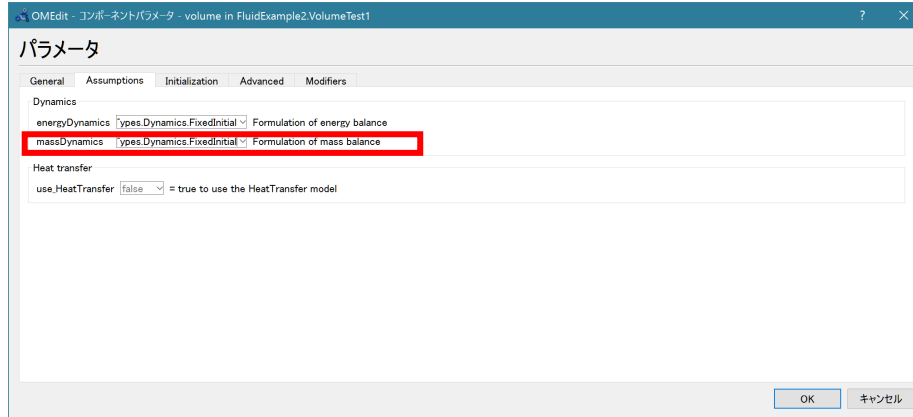 OMEdit - コンポーネントパラメータ - volume in FluidExample2.VolumeTest1
パラメータ
General Assumptions Initialization Advanced Modifiers
Dynamics
energyDynamics ypes.Dynamics.FixedInitial Formulation of energy balance
massDynamics ypes.Dynamics.FixedInitial Formulation of mass balance
Heat transfer
use_HeatTransfer false = true to use the HeatTransfer model
OK キャンセル